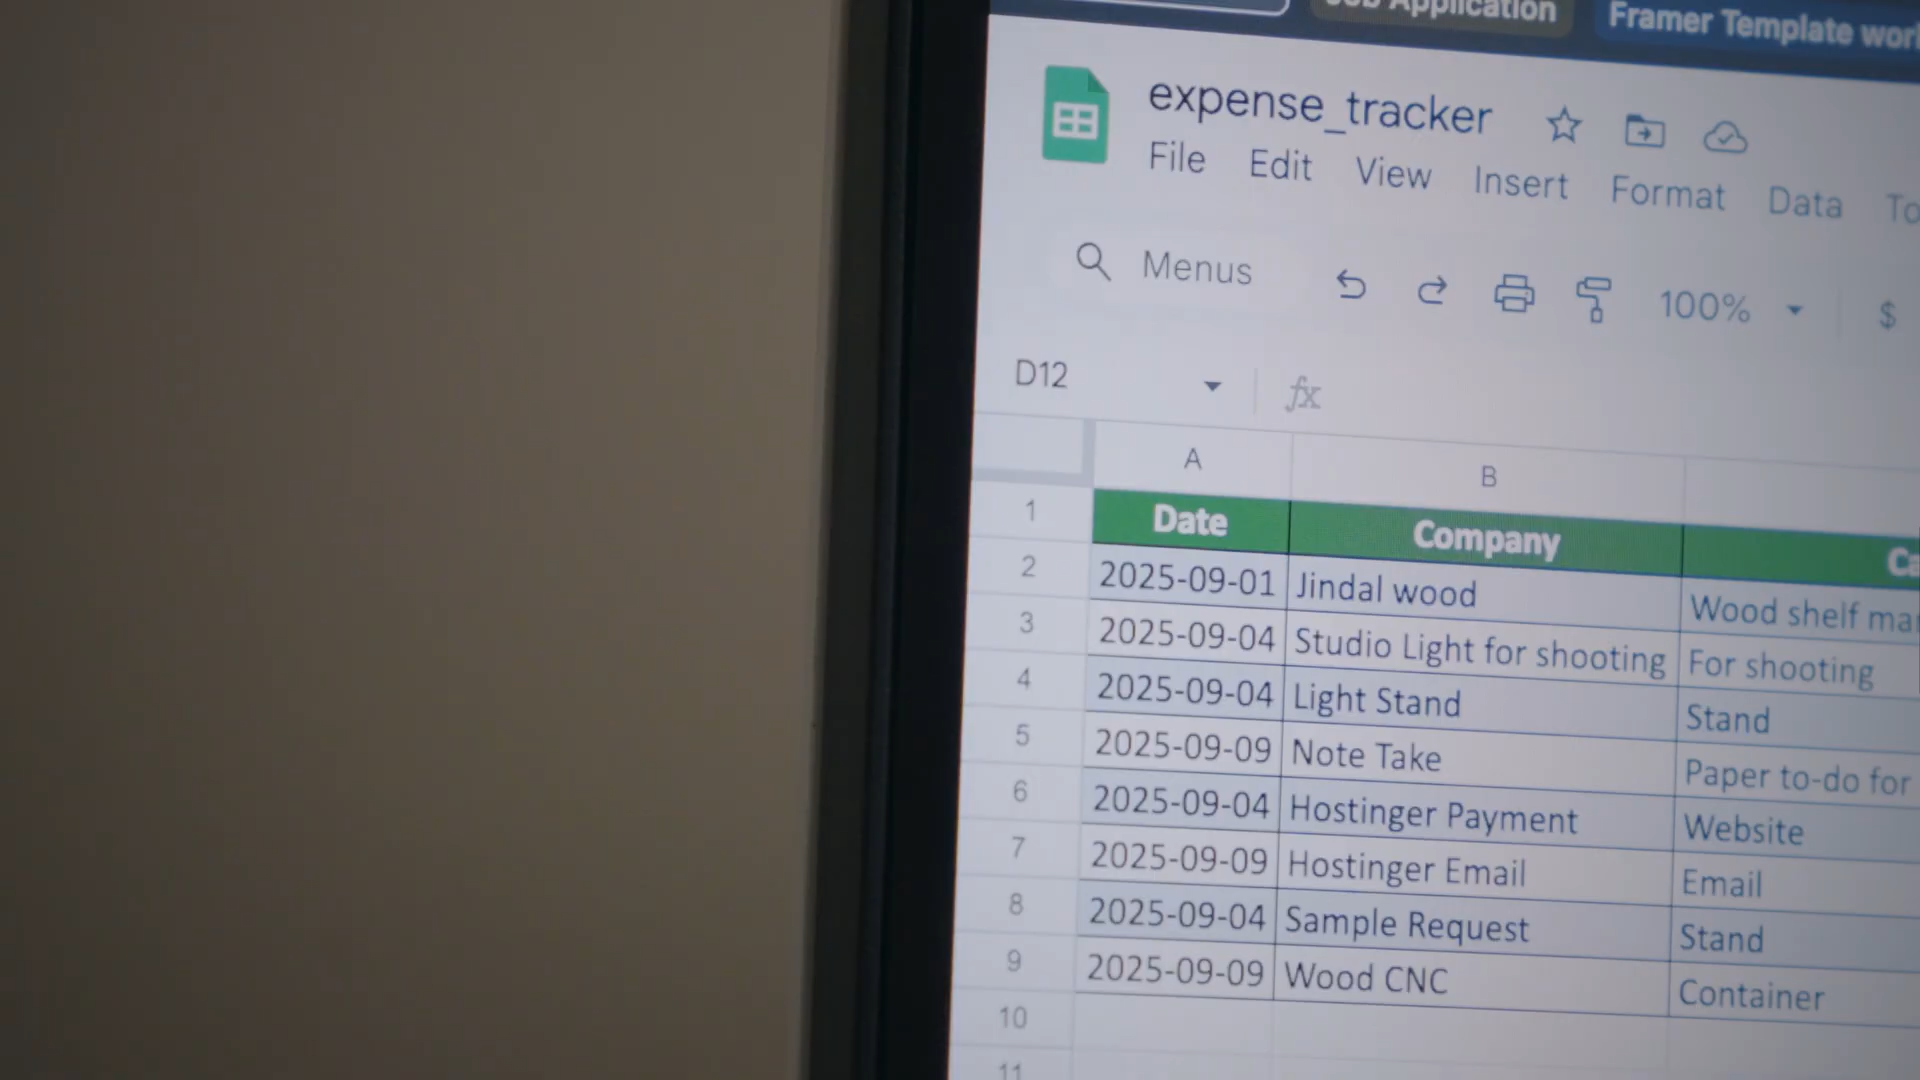 Job Application Framer Template
expense_tracker
File Edit View Insert Format Data
Menus 100% $
D12 fx
A B
1 Date Company
2 2025-09-01 Jindal wood Wood shelf
3 2025-09-04 Studio Light for shooting For shooting
4 2025-09-04 Light Stand Stand
5 2025-09-09 Note Take Paper to-do for
6 2025-09-04 Hostinger Payment Website
7 2025-09-09 Hostinger Email Email
8 2025-09-04 Sample Request Stand
9 2025-09-09 Wood CNC Container
10
11